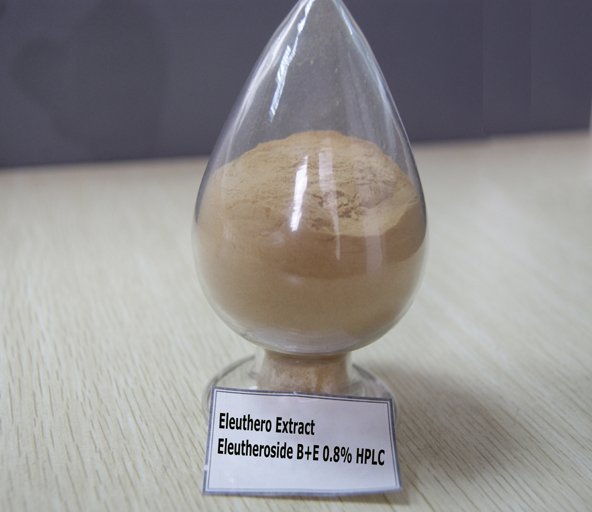 Eleuthero Extract
Eleutheroside B+E 0.8% HPLC